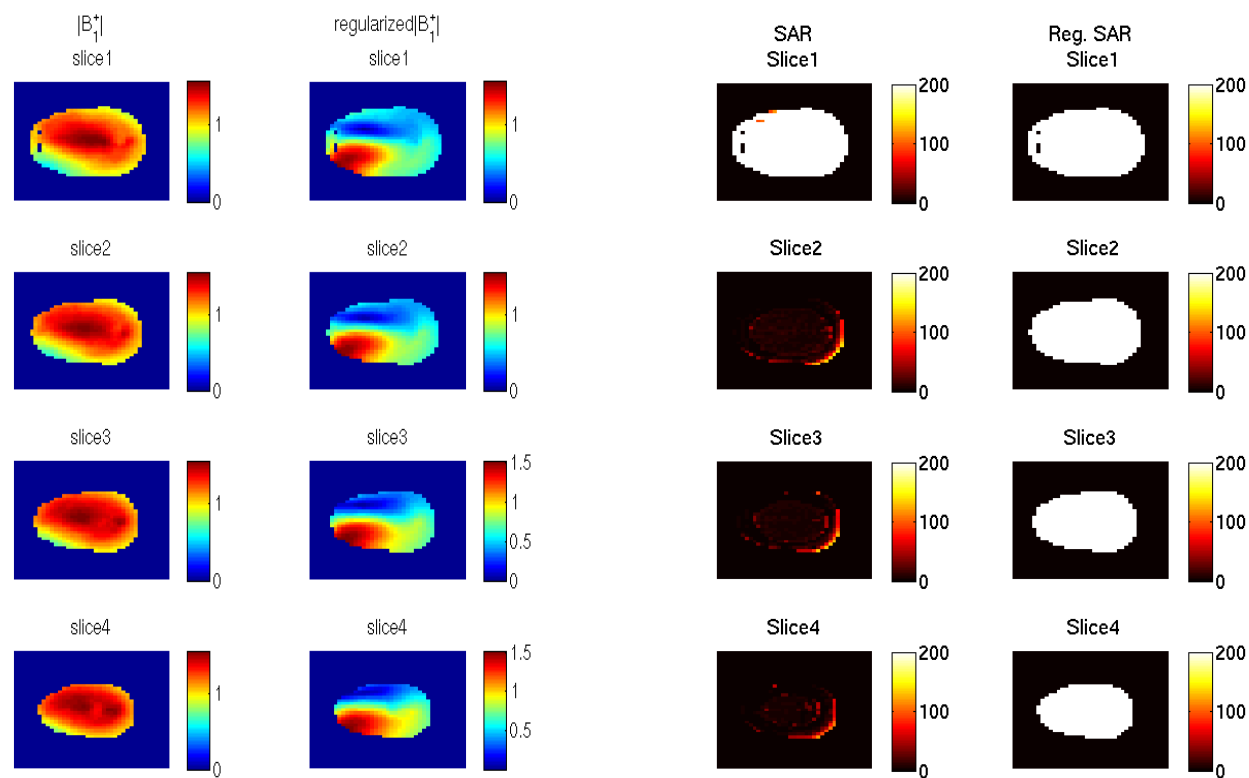 |B₁⁺| regularized|B₁⁺| SAR Reg. SAR
slice1 slice1 Slice1 Slice1
1 1 200 200
100 100
0 0 0 0
slice2 slice2 Slice2 Slice2
1 1 200 200
100 100
0 0 0 0
slice3 slice3 Slice3 Slice3
1 1.5 200 200
1 100 100
0.5
0 0 0 0
slice4 slice4 Slice4 Slice4
1 1.5 200 200
1 100 100
0.5
0 0 0